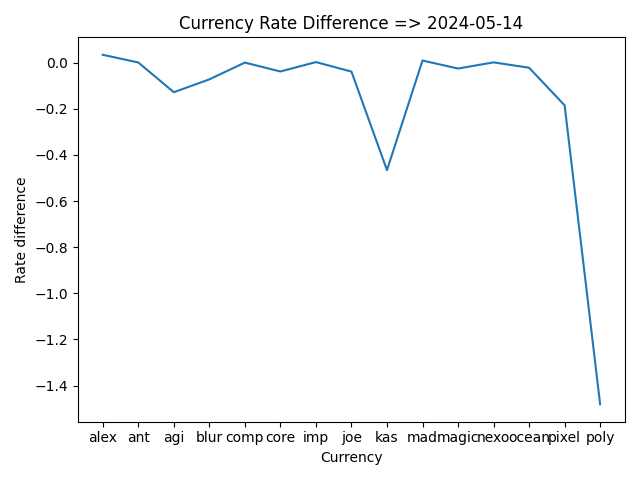 Currency Rate Difference => 2024-05-14
0.0
−0.2
−0.4
−0.6
−0.8
−1.0
−1.2
−1.4
Rate difference
alex ant agi blur comp core imp joe kas mad magic nexo ocean pixel poly
Currency